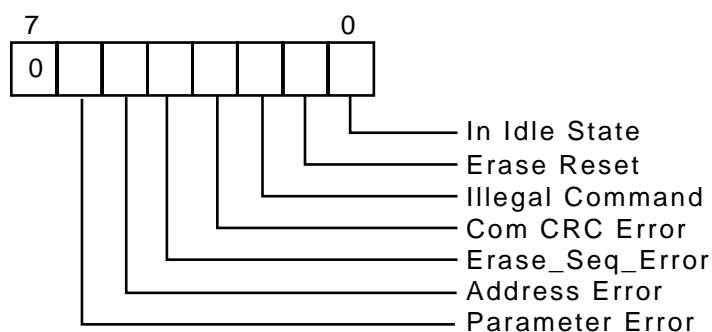 7 0
0
In Idle State
Erase Reset
Illegal Command
Com CRC Error
Erase_Seq_Error
Address Error
Parameter Error